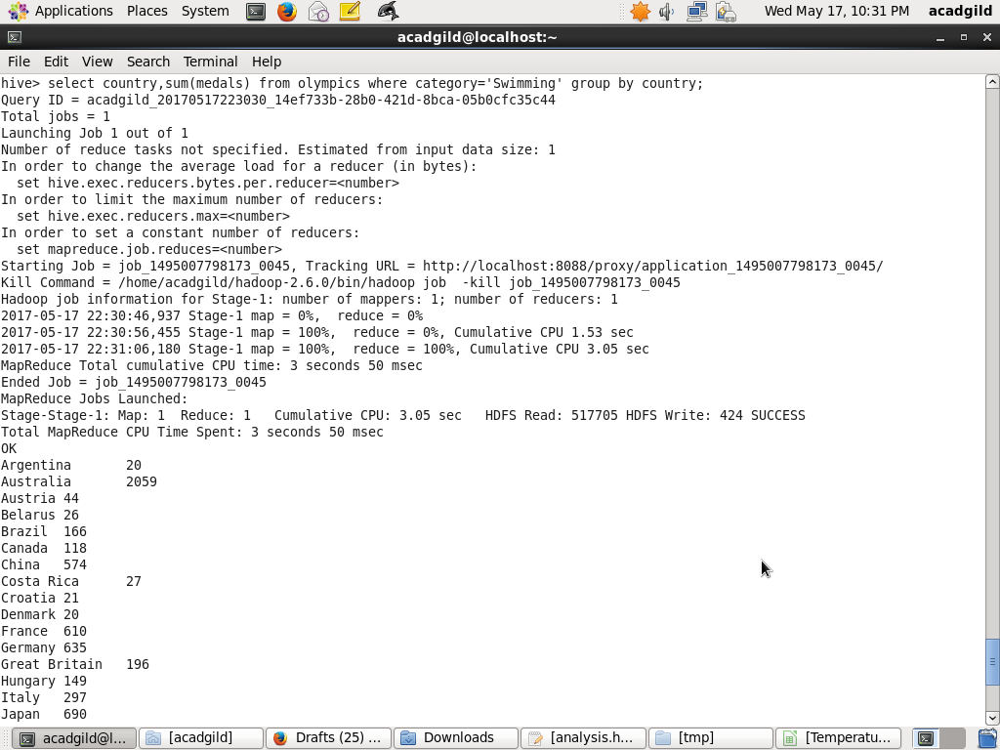 Applications Places System Wed May 17, 10:31 PM acadgild
acadgild@localhost:~
File Edit View Search Terminal Help
hive> select country,sum(medals) from olympics where category='Swimming' group by country;
Query ID = acadgild_20170517223030_14ef733b-28b0-421d-8bca-05b0cfc35c44
Total jobs = 1
Launching Job 1 out of 1
Number of reduce tasks not specified. Estimated from input data size: 1
In order to change the average load for a reducer (in bytes):
  set hive.exec.reducers.bytes.per.reducer=<number>
In order to limit the maximum number of reducers:
  set hive.exec.reducers.max=<number>
In order to set a constant number of reducers:
  set mapreduce.job.reduces=<number>
Starting Job = job_1495007798173_0045, Tracking URL = http://localhost:8088/proxy/application_1495007798173_0045/
Kill Command = /home/acadgild/hadoop-2.6.0/bin/hadoop job  -kill job_1495007798173_0045
Hadoop job information for Stage-1: number of mappers: 1; number of reducers: 1
2017-05-17 22:30:46,937 Stage-1 map = 0%,  reduce = 0%
2017-05-17 22:30:56,455 Stage-1 map = 100%,  reduce = 0%, Cumulative CPU 1.53 sec
2017-05-17 22:31:06,180 Stage-1 map = 100%,  reduce = 100%, Cumulative CPU 3.05 sec
MapReduce Total cumulative CPU time: 3 seconds 50 msec
Ended Job = job_1495007798173_0045
MapReduce Jobs Launched:
Stage-Stage-1: Map: 1  Reduce: 1   Cumulative CPU: 3.05 sec   HDFS Read: 517705 HDFS Write: 424 SUCCESS
Total MapReduce CPU Time Spent: 3 seconds 50 msec
OK
Argentina	20
Australia	2059
Austria	44
Belarus	26
Brazil	166
Canada	118
China	574
Costa Rica	27
Croatia	21
Denmark	20
France	610
Germany	635
Great Britain	196
Hungary	149
Italy	297
Japan	690
acadgild@l... [acadgild] Drafts (25) ... Downloads [analysis.h... [tmp] [Temperatu...